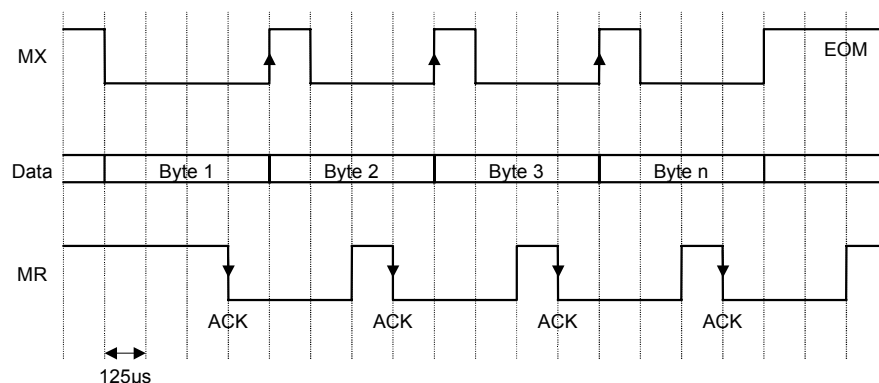 MX
EOM
Data
Byte 1
Byte 2
Byte 3
Byte n
MR
ACK
ACK
ACK
ACK
125us